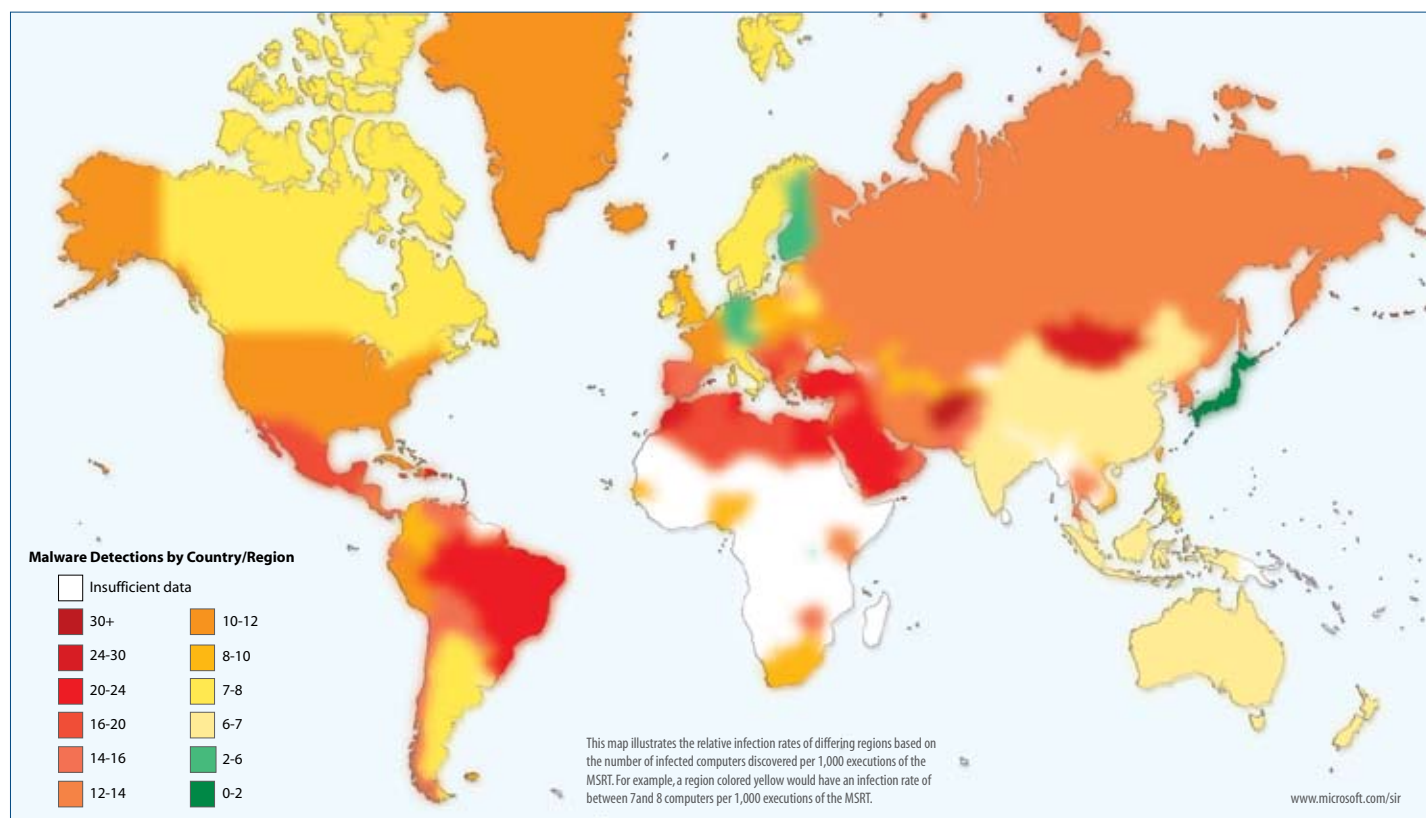 Malware Detections by Country/Region
Insufficient data
30+
24-30
20-24
16-20
14-16
12-14
10-12
8-10
7-8
6-7
2-6
0-2
This map illustrates the relative infection rates of differing regions based on
the number of infected computers discovered per 1,000 executions of the
MSRT. For example, a region colored yellow would have an infection rate of
between 7and 8 computers per 1,000 executions of the MSRT.
www.microsoft.com/sir